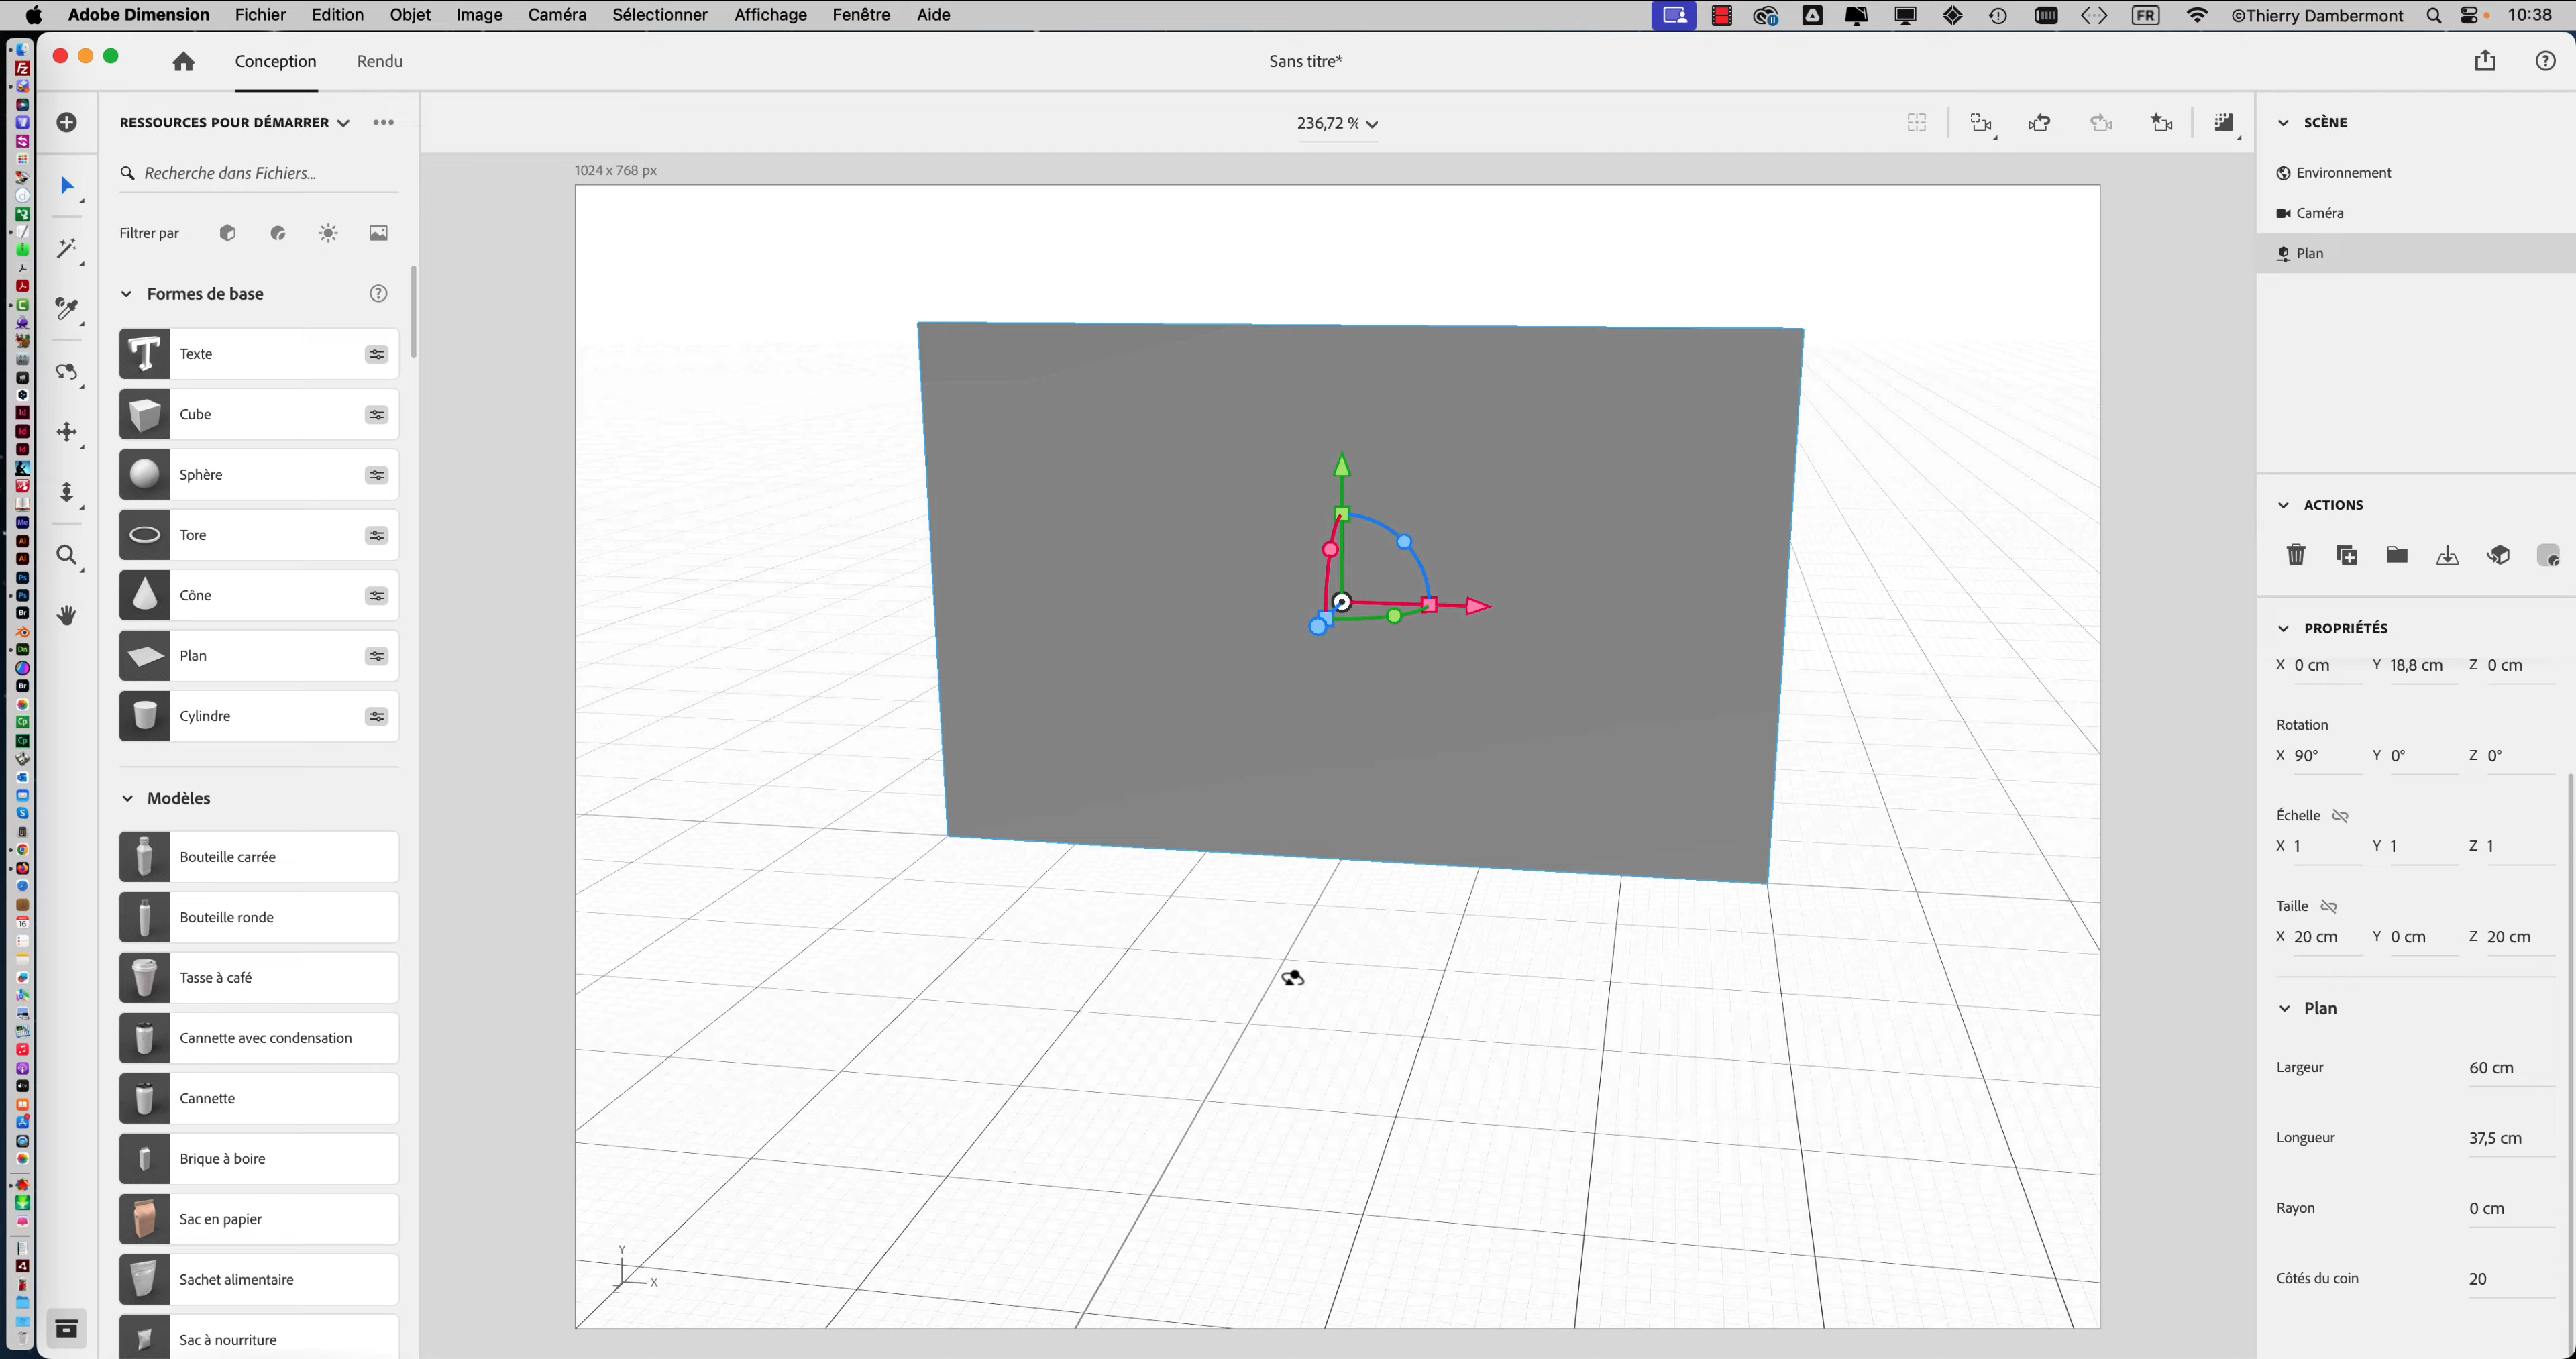 Adobe Dimension Fichier Edition Objet Image Caméra Sélectionner Affichage Fenêtre Aide FR ©Thierry Dambermont 10:38
Conception Rendu Sans titre*
RESSOURCES POUR DÉMARRER
236,72 %
Recherche dans Fichiers...
1024 x 768 px
Filtrer par
Formes de base
Texte
Cube
Sphère
Tore
Cône
Plan
Cylindre
Modèles
Bouteille carrée
Bouteille ronde
Tasse à café
Cannette avec condensation
Cannette
Brique à boire
Sac en papier
Sachet alimentaire
Sac à nourriture
Y
X
Z
SCÈNE
Environnement
Caméra
Plan
ACTIONS
PROPRIÉTÉS
X 0 cm Y 18,8 cm Z 0 cm
Rotation
X 90° Y 0° Z 0°
Échelle
X 1 Y 1 Z 1
Taille
X 20 cm Y 0 cm Z 20 cm
Plan
Largeur 60 cm
Longueur 37,5 cm
Rayon 0 cm
Côtés du coin 20